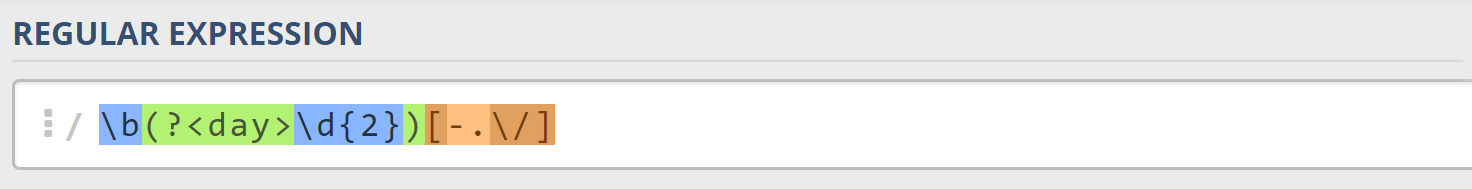 REGULAR EXPRESSION
/ \b(?<day>\d{2})[-.\/]